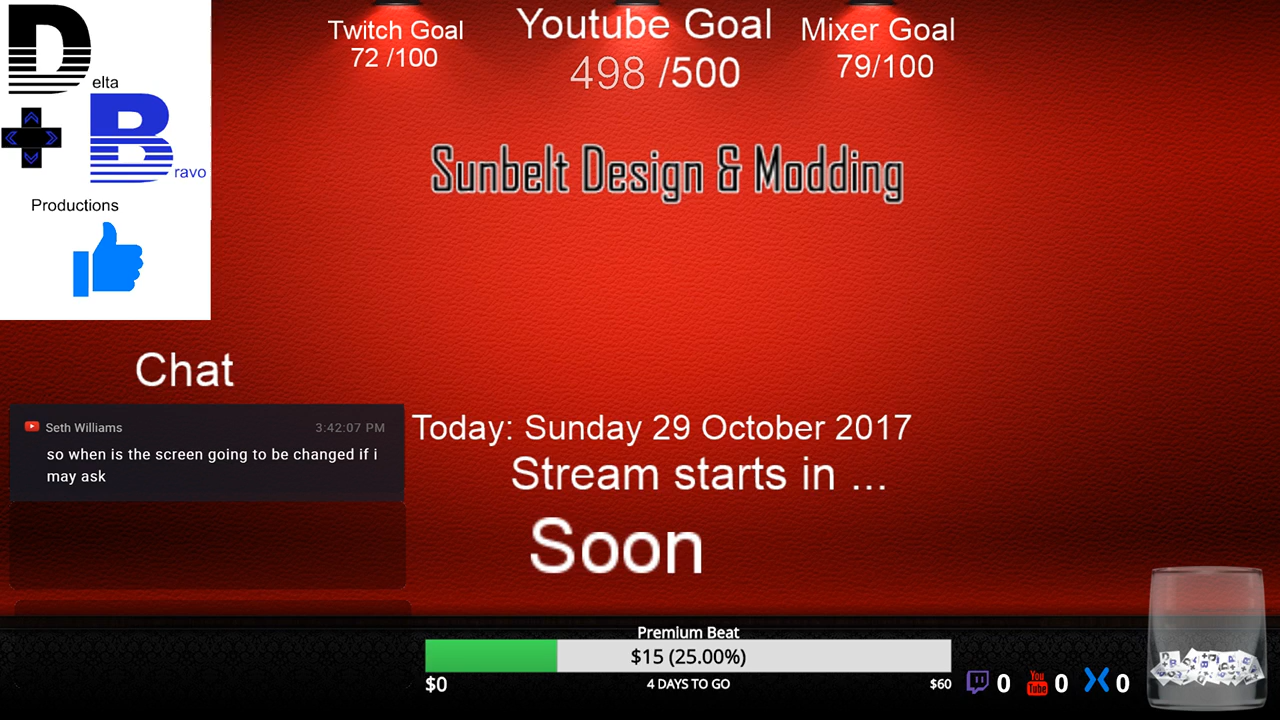 D
elta
B
ravo
Productions
Twitch Goal
72 /100
Youtube Goal
498 /500
Mixer Goal
79/100
Sunbelt Design & Modding
Chat
Seth Williams 3:42:07 PM
so when is the screen going to be changed if i
may ask
Today: Sunday 29 October 2017
Stream starts in ...
Soon
Premium Beat
$15 (25.00%)
$0 4 DAYS TO GO $60
0 You Tube 0 0